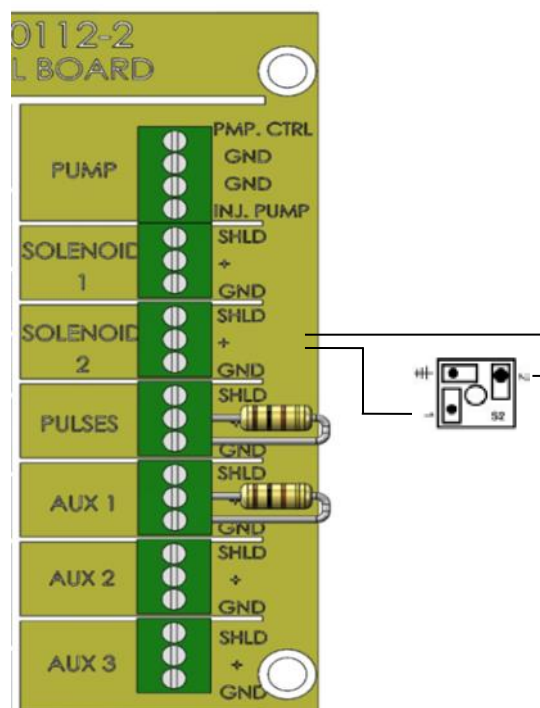 0112-2
L BOARD
PUMP
PMP. CTRL
GND
GND
INJ. PUMP
SOLENOID
1
SHLD
+
GND
SOLENOID
2
SHLD
+
GND
PULSES
SHLD
GND
AUX 1
SHLD
GND
AUX 2
SHLD
+
GND
AUX 3
SHLD
+
GND
S2